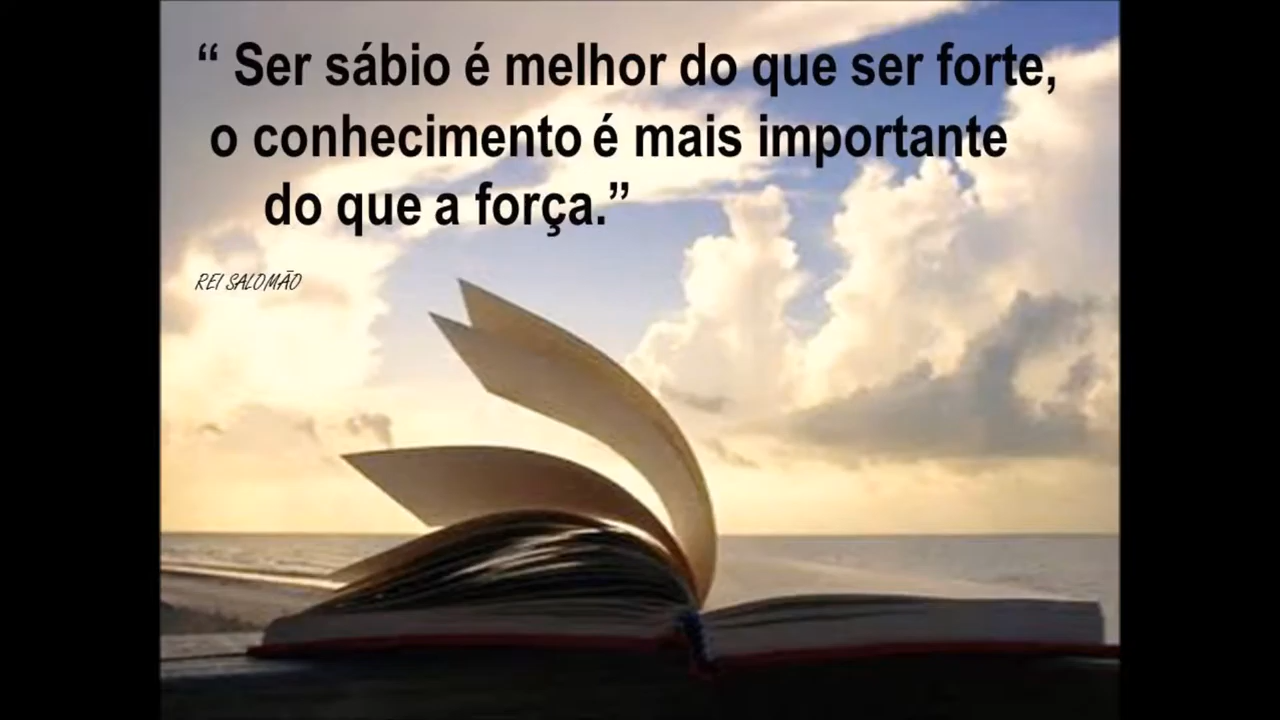 “ Ser sábio é melhor do que ser forte,
o conhecimento é mais importante
do que a força.”
REI SALOMÃO